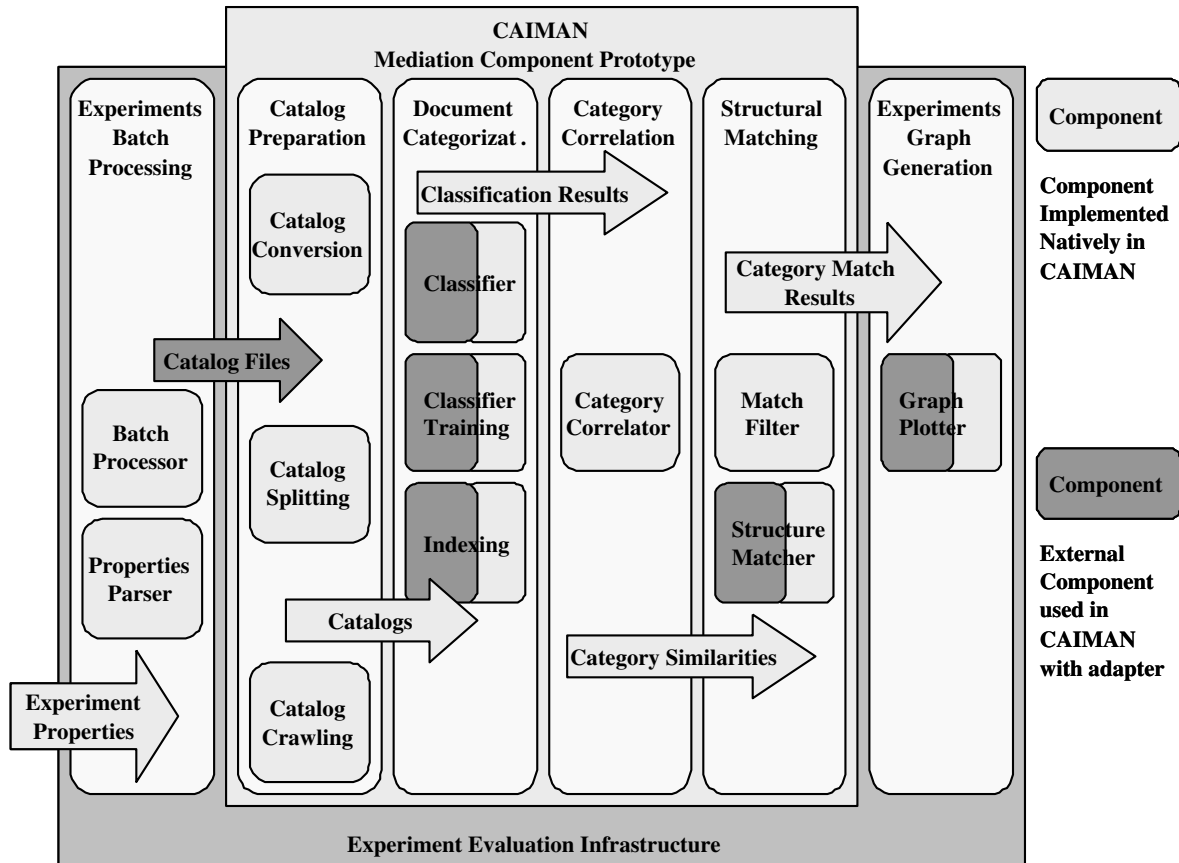 CAIMAN
Mediation Component Prototype
Experiments
Batch
Processing
Catalog
Preparation
Document
Categorizat .
Category
Correlation
Structural
Matching
Experiments
Graph
Generation
Classification Results
Catalog
Conversion
Classifier
Category Match
Results
Catalog Files
Batch
Processor
Catalog
Splitting
Classifier
Training
Category
Correlator
Match
Filter
Graph
Plotter
Properties
Parser
Indexing
Structure
Matcher
Catalogs
Category Similarities
Experiment
Properties
Catalog
Crawling
Experiment Evaluation Infrastructure
Component
Component
Implemented
Natively in
CAIMAN
Component
External
Component
used in
CAIMAN
with adapter